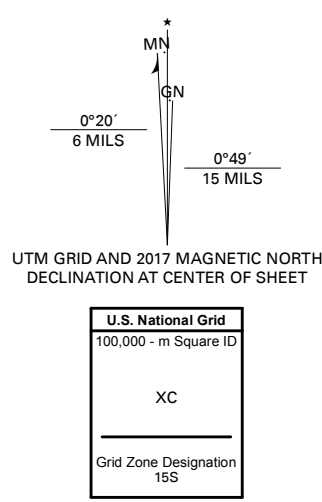 ★
MN
GN
0°20´
6 MILS
0°49´
15 MILS
UTM GRID AND 2017 MAGNETIC NORTH
DECLINATION AT CENTER OF SHEET
U.S. National Grid
100,000 - m Square ID
XC
Grid Zone Designation
15S